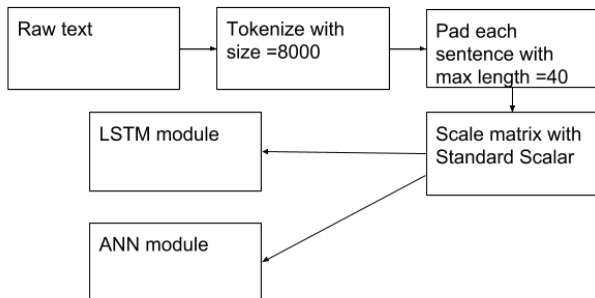 Raw text
Tokenize with
size =8000
Pad each
sentence with
max length =40
LSTM module
Scale matrix with
Standard Scalar
ANN module